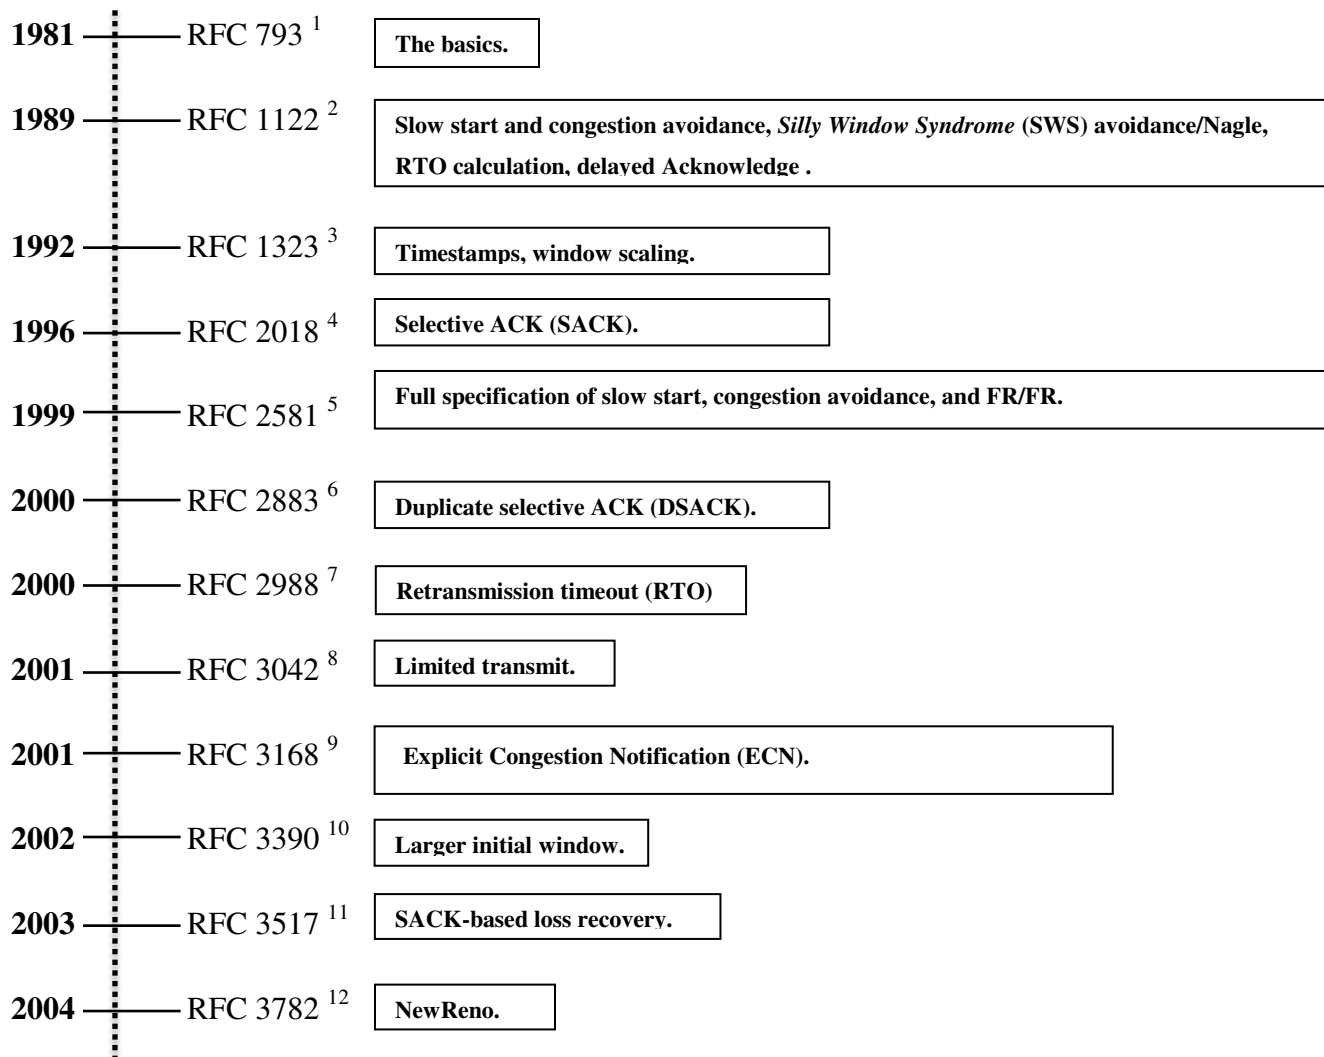 1981 RFC 793 1 The basics.
1989 RFC 1122 2 Slow start and congestion avoidance, Silly Window Syndrome (SWS) avoidance/Nagle,
RTO calculation, delayed Acknowledge .
1992 RFC 1323 3 Timestamps, window scaling.
1996 RFC 2018 4 Selective ACK (SACK).
1999 RFC 2581 5 Full specification of slow start, congestion avoidance, and FR/FR.
2000 RFC 2883 6 Duplicate selective ACK (DSACK).
2000 RFC 2988 7 Retransmission timeout (RTO)
2001 RFC 3042 8 Limited transmit.
2001 RFC 3168 9 Explicit Congestion Notification (ECN).
2002 RFC 3390 10 Larger initial window.
2003 RFC 3517 11 SACK-based loss recovery.
2004 RFC 3782 12 NewReno.